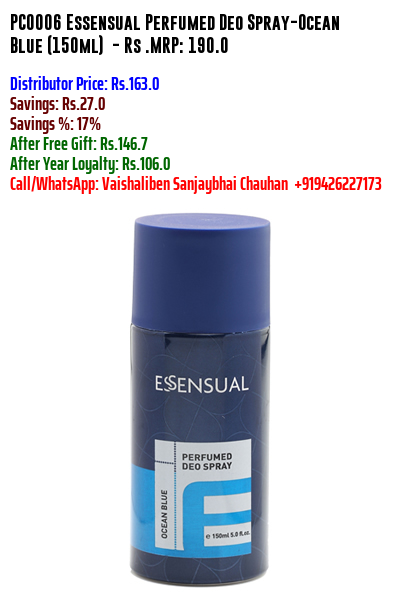 PC0006 Essensual Perfumed Deo Spray-Ocean
Blue (150ml)  - Rs .MRP: 190.0
Distributor Price: Rs.163.0
Savings: Rs.27.0
Savings %: 17%
After Free Gift: Rs.146.7
After Year Loyalty: Rs.106.0
Call/WhatsApp: Vaishaliben Sanjaybhai Chauhan  +919426227173
ESSENSUAL
PERFUMED
DEO SPRAY
OCEAN BLUE
e 150ml 5.0 fl.oz.